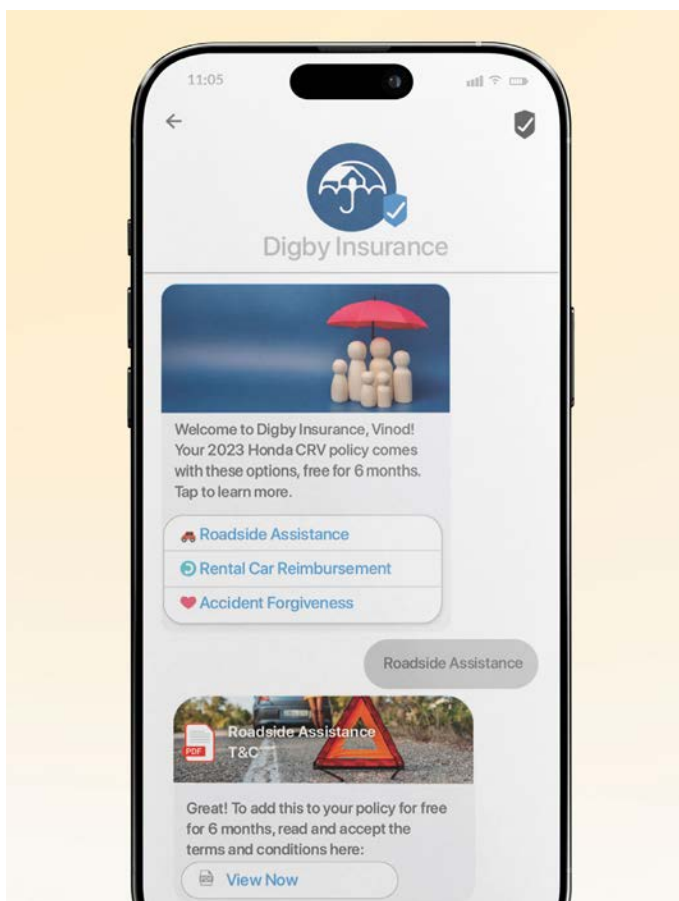 11:05
Digby Insurance
Welcome to Digby Insurance, Vinod!
Your 2023 Honda CRV policy comes
with these options, free for 6 months.
Tap to learn more.
Roadside Assistance
Rental Car Reimbursement
Accident Forgiveness
Roadside Assistance
Roadside Assistance
T&C
PDF
Great! To add this to your policy for free
for 6 months, read and accept the
terms and conditions here:
View Now